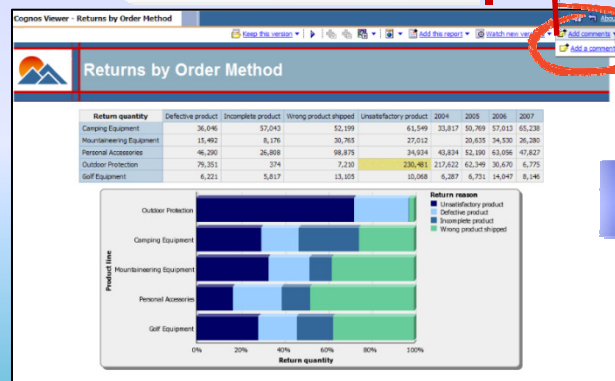 Cognos Viewer - Returns by Order Method
Keep this version Add this report Watch new Add comments
Add a comment
Returns by Order Method
Return quantity Defective product Incomplete product Wrong product shipped Unsatisfactory product 2004 2005 2006 2007
Camping Equipment 36,046 57,043 52,199 61,549 33,817 50,769 57,013 65,238
Mountaineering Equipment 15,492 8,176 30,765 27,012 20,635 34,530 26,280
Personal Accessories 46,290 26,808 98,875 34,934 43,834 52,190 63,056 47,827
Outdoor Protection 79,351 374 7,210 230,481 217,622 62,349 30,670 6,775
Golf Equipment 6,221 5,817 13,105 10,068 6,287 6,731 14,047 8,146
Return reason
Unsatisfactory product
Defective product
Incomplete product
Wrong product shipped
Product line
Outdoor Protection
Camping Equipment
Mountaineering Equipment
Personal Accessories
Golf Equipment
0% 20% 40% 60% 80% 100%
Return quantity